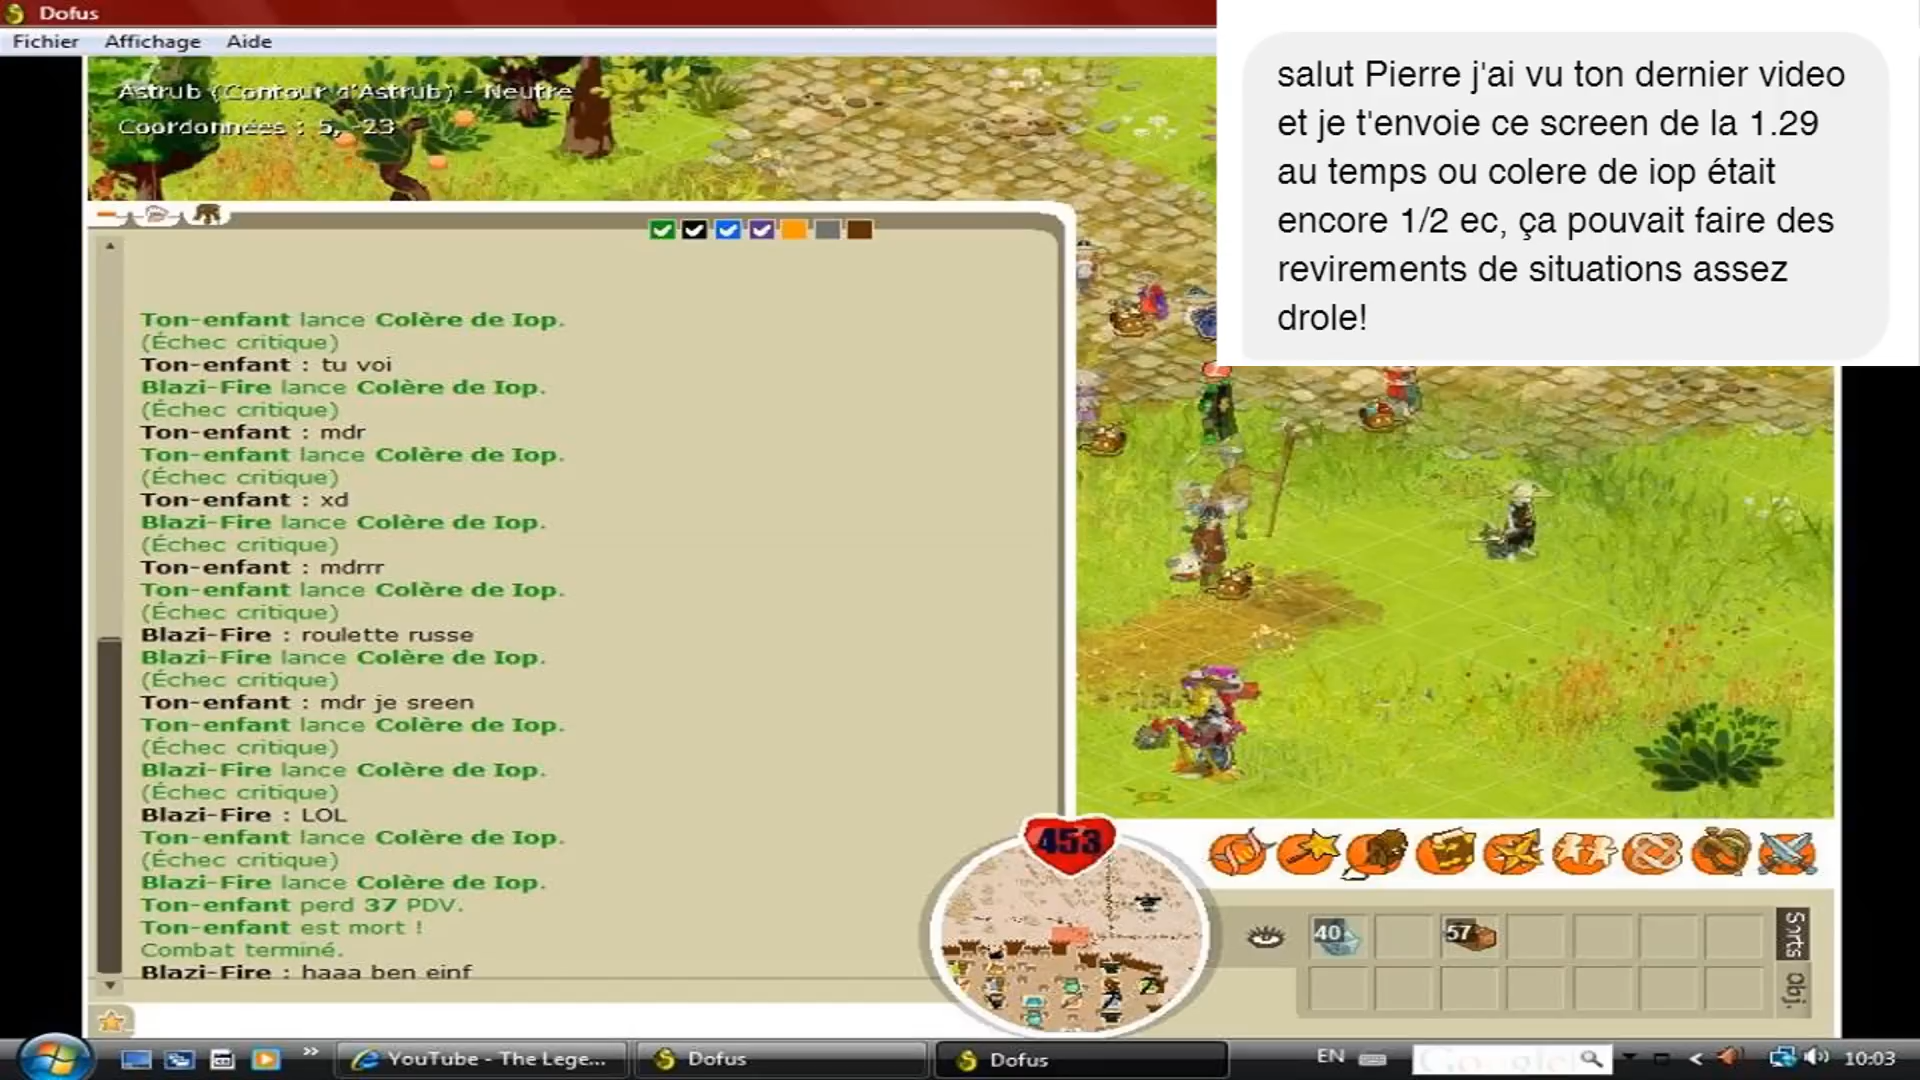 Dofus
Fichier Affichage Aide
Astrub (Contour d'Astrub) - Neutre
Coordonnées : 5, -23
salut Pierre j'ai vu ton dernier video
et je t'envoie ce screen de la 1.29
au temps ou colere de iop était
encore 1/2 ec, ça pouvait faire des
revirements de situations assez
drole!
Ton-enfant lance Colère de Iop.
(Échec critique)
Ton-enfant : tu voi
Blazi-Fire lance Colère de Iop.
(Échec critique)
Ton-enfant : mdr
Ton-enfant lance Colère de Iop.
(Échec critique)
Ton-enfant : xd
Blazi-Fire lance Colère de Iop.
(Échec critique)
Ton-enfant : mdrrr
Ton-enfant lance Colère de Iop.
(Échec critique)
Blazi-Fire : roulette russe
Blazi-Fire lance Colère de Iop.
(Échec critique)
Ton-enfant : mdr je sreen
Ton-enfant lance Colère de Iop.
(Échec critique)
Blazi-Fire lance Colère de Iop.
(Échec critique)
Blazi-Fire : LOL
Ton-enfant lance Colère de Iop.
(Échec critique)
Blazi-Fire lance Colère de Iop.
Ton-enfant perd 37 PDV.
Ton-enfant est mort !
Combat terminé.
Blazi-Fire : haaa ben einf
453
40 57
Sorts
Obj.
YouTube - The Lege... Dofus Dofus EN Google 10:03